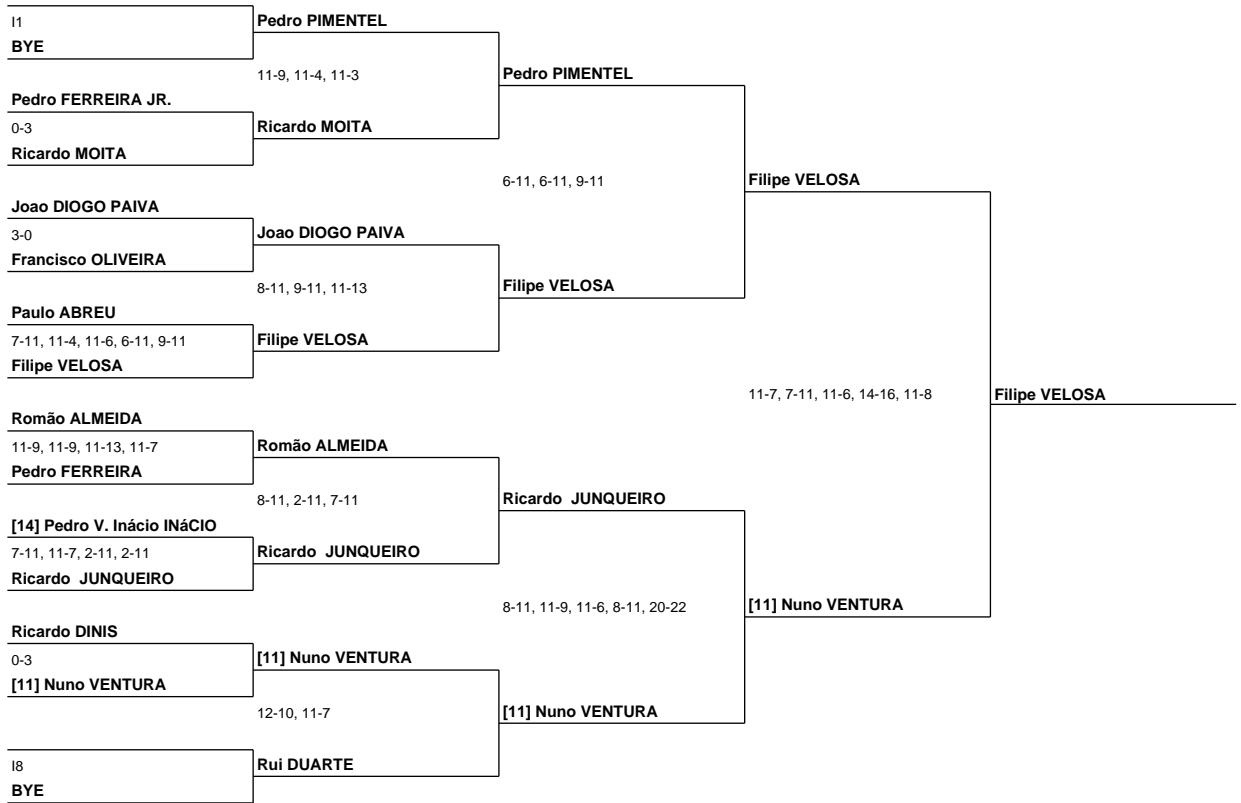 I1
BYE
Pedro FERREIRA JR.
0-3
Ricardo MOITA
Joao DIOGO PAIVA
3-0
Francisco OLIVEIRA
Paulo ABREU
7-11, 11-4, 11-6, 6-11, 9-11
Filipe VELOSA
Romão ALMEIDA
11-9, 11-9, 11-13, 11-7
Pedro FERREIRA
[14] Pedro V. Inácio INáCIO
7-11, 11-7, 2-11, 2-11
Ricardo  JUNQUEIRO
Ricardo DINIS
0-3
[11] Nuno VENTURA
I8
BYE
Pedro PIMENTEL
11-9, 11-4, 11-3
Ricardo MOITA
Joao DIOGO PAIVA
8-11, 9-11, 11-13
Filipe VELOSA
Romão ALMEIDA
8-11, 2-11, 7-11
Ricardo  JUNQUEIRO
[11] Nuno VENTURA
12-10, 11-7
Rui DUARTE
Pedro PIMENTEL
6-11, 6-11, 9-11
Filipe VELOSA
Ricardo  JUNQUEIRO
8-11, 11-9, 11-6, 8-11, 20-22
[11] Nuno VENTURA
Filipe VELOSA
11-7, 7-11, 11-6, 14-16, 11-8
[11] Nuno VENTURA
Filipe VELOSA